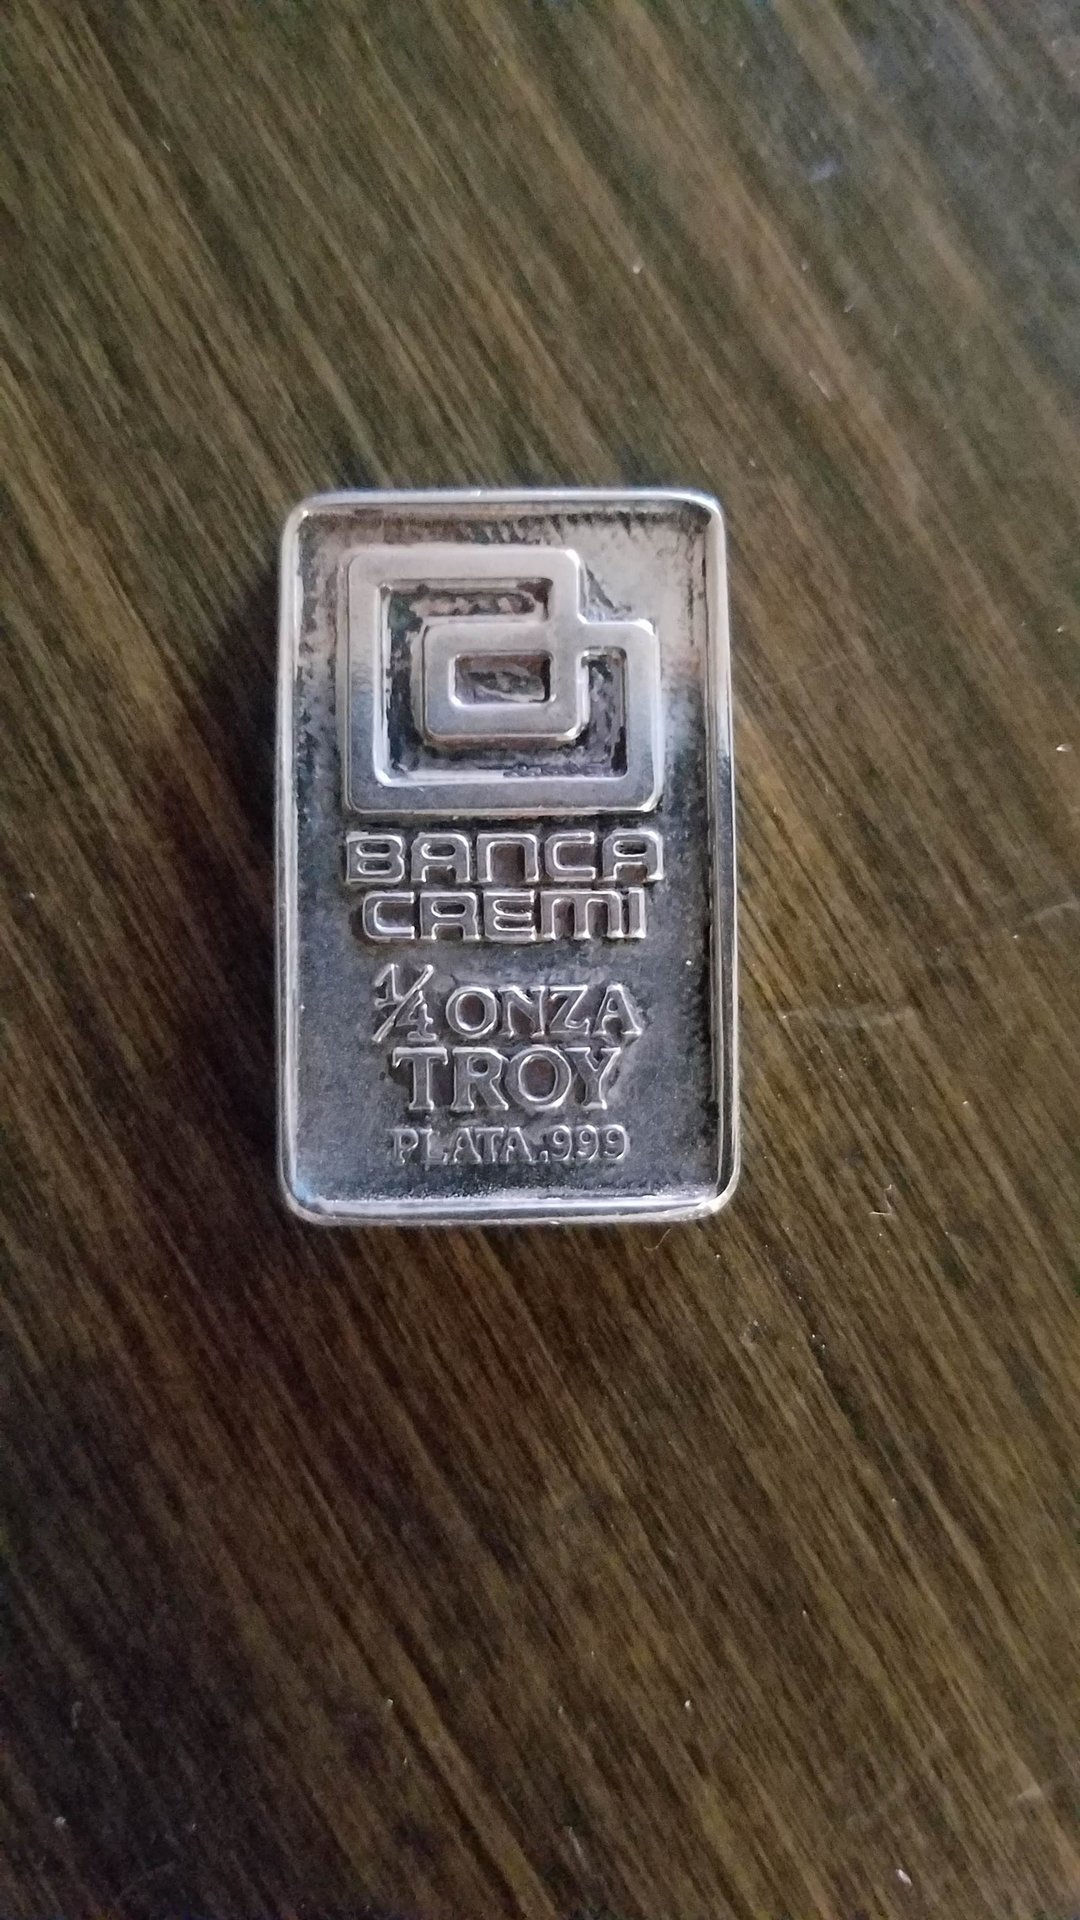 BANCA
CREMI
1/4 ONZA
TROY
PLATA.999